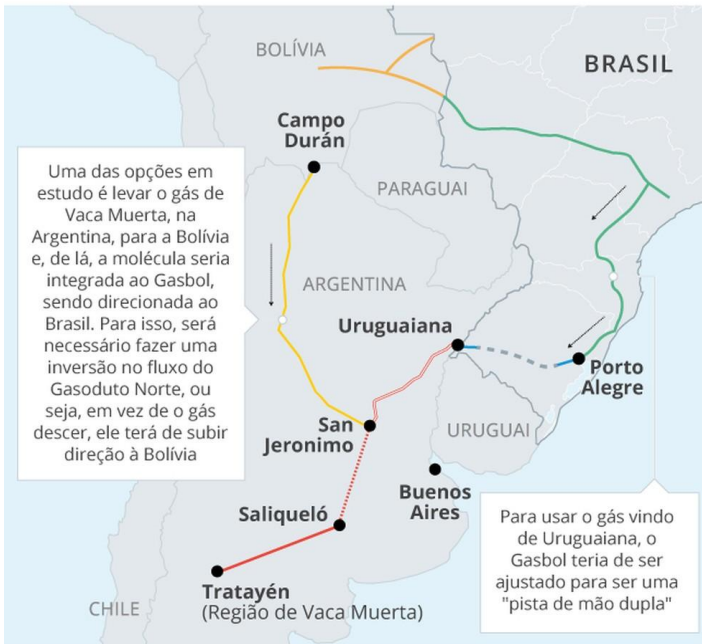 BOLÍVIA
BRASIL
Campo
Durán
PARAGUAI
Uma das opções em
estudo é levar o gás de
Vaca Muerta, na
Argentina, para a Bolívia
e, de lá, a molécula seria
integrada ao Gasbol,
sendo direcionada ao
Brasil. Para isso, será
necessário fazer uma
inversão no fluxo do
Gasoduto Norte, ou
seja, em vez de o gás
descer, ele terá de subir
direção à Bolívia
ARGENTINA
Uruguaiana
Porto
Alegre
San
Jeronimo
URUGUAI
Buenos
Aires
Saliqueló
Para usar o gás vindo
de Uruguaiana, o
Gasbol teria de ser
ajustado para ser uma
"pista de mão dupla"
Tratayén
(Região de Vaca Muerta)
CHILE